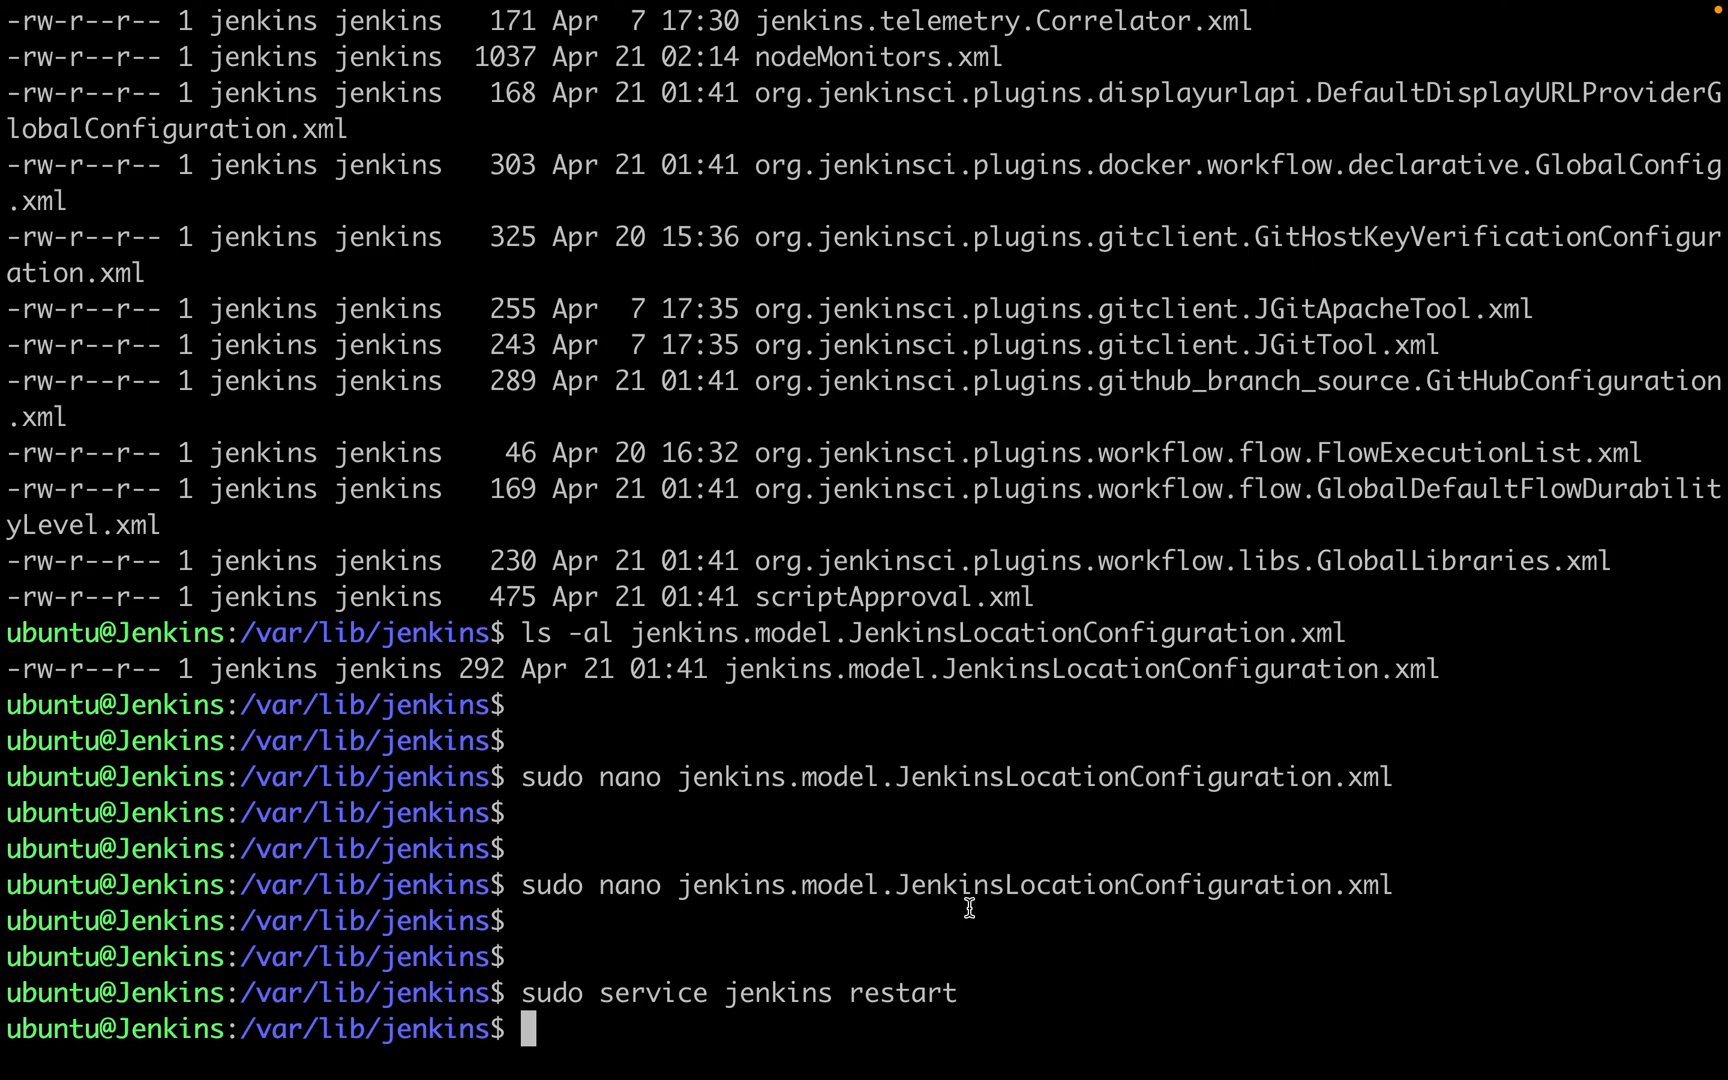 -rw-r--r-- 1 jenkins jenkins   171 Apr  7 17:30 jenkins.telemetry.Correlator.xml
-rw-r--r-- 1 jenkins jenkins  1037 Apr 21 02:14 nodeMonitors.xml
-rw-r--r-- 1 jenkins jenkins   168 Apr 21 01:41 org.jenkinsci.plugins.displayurlapi.DefaultDisplayURLProviderG
lobalConfiguration.xml
-rw-r--r-- 1 jenkins jenkins   303 Apr 21 01:41 org.jenkinsci.plugins.docker.workflow.declarative.GlobalConfig
.xml
-rw-r--r-- 1 jenkins jenkins   325 Apr 20 15:36 org.jenkinsci.plugins.gitclient.GitHostKeyVerificationConfigur
ation.xml
-rw-r--r-- 1 jenkins jenkins   255 Apr  7 17:35 org.jenkinsci.plugins.gitclient.JGitApacheTool.xml
-rw-r--r-- 1 jenkins jenkins   243 Apr  7 17:35 org.jenkinsci.plugins.gitclient.JGitTool.xml
-rw-r--r-- 1 jenkins jenkins   289 Apr 21 01:41 org.jenkinsci.plugins.github_branch_source.GitHubConfiguration
.xml
-rw-r--r-- 1 jenkins jenkins    46 Apr 20 16:32 org.jenkinsci.plugins.workflow.flow.FlowExecutionList.xml
-rw-r--r-- 1 jenkins jenkins   169 Apr 21 01:41 org.jenkinsci.plugins.workflow.flow.GlobalDefaultFlowDurabilit
yLevel.xml
-rw-r--r-- 1 jenkins jenkins   230 Apr 21 01:41 org.jenkinsci.plugins.workflow.libs.GlobalLibraries.xml
-rw-r--r-- 1 jenkins jenkins   475 Apr 21 01:41 scriptApproval.xml
ubuntu@Jenkins:/var/lib/jenkins$ ls -al jenkins.model.JenkinsLocationConfiguration.xml
-rw-r--r-- 1 jenkins jenkins 292 Apr 21 01:41 jenkins.model.JenkinsLocationConfiguration.xml
ubuntu@Jenkins:/var/lib/jenkins$
ubuntu@Jenkins:/var/lib/jenkins$
ubuntu@Jenkins:/var/lib/jenkins$ sudo nano jenkins.model.JenkinsLocationConfiguration.xml
ubuntu@Jenkins:/var/lib/jenkins$
ubuntu@Jenkins:/var/lib/jenkins$
ubuntu@Jenkins:/var/lib/jenkins$ sudo nano jenkins.model.JenkinsLocationConfiguration.xml
ubuntu@Jenkins:/var/lib/jenkins$
ubuntu@Jenkins:/var/lib/jenkins$
ubuntu@Jenkins:/var/lib/jenkins$ sudo service jenkins restart
ubuntu@Jenkins:/var/lib/jenkins$